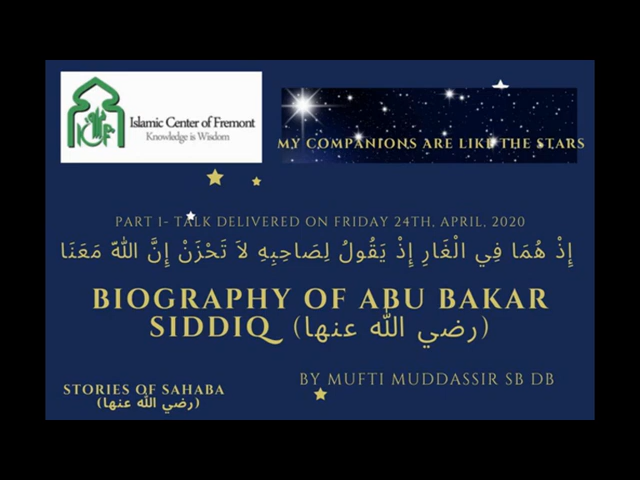 Islamic Center of Fremont
Knowledge is Wisdom
MY COMPANIONS ARE LIKE THE STARS
PART 1- TALK DELIVERED ON FRIDAY 24TH, APRIL, 2020
إِذْ هُمَا فِي الْغَارِ إِذْ يَقُولُ لِصَاحِبِهِ لاَ تَحْزَنْ إِنَّ اللّهَ مَعَنَا
BIOGRAPHY OF ABU BAKAR
SIDDIQ (رضي الله عنها)
BY MUFTI MUDDASSIR SB DB
STORIES OF SAHABA
(رضي الله عنها)